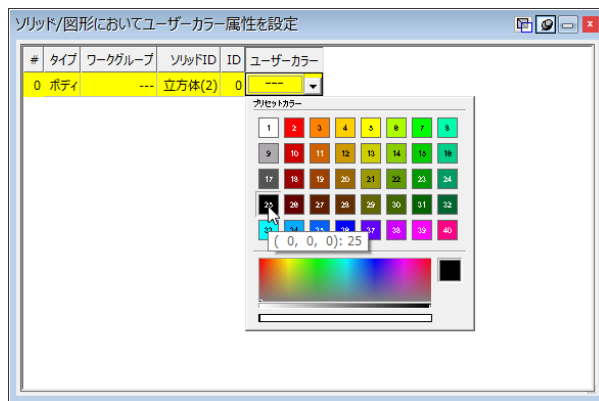 ソリッド/図形においてユーザーカラー属性を設定
# タイプ ワークグループ ソリッドID ID ユーザーカラー
0 ボディ --- 立方体(2) 0 ---
プリセットカラー
1 2 3 4 5 6 7 8
9 10 11 12 13 14 15 16
17 18 19 20 21 22 23 24
25 26 27 28 29 30 31 32
33 34 35 36 37 38 39 40
( 0, 0, 0): 25